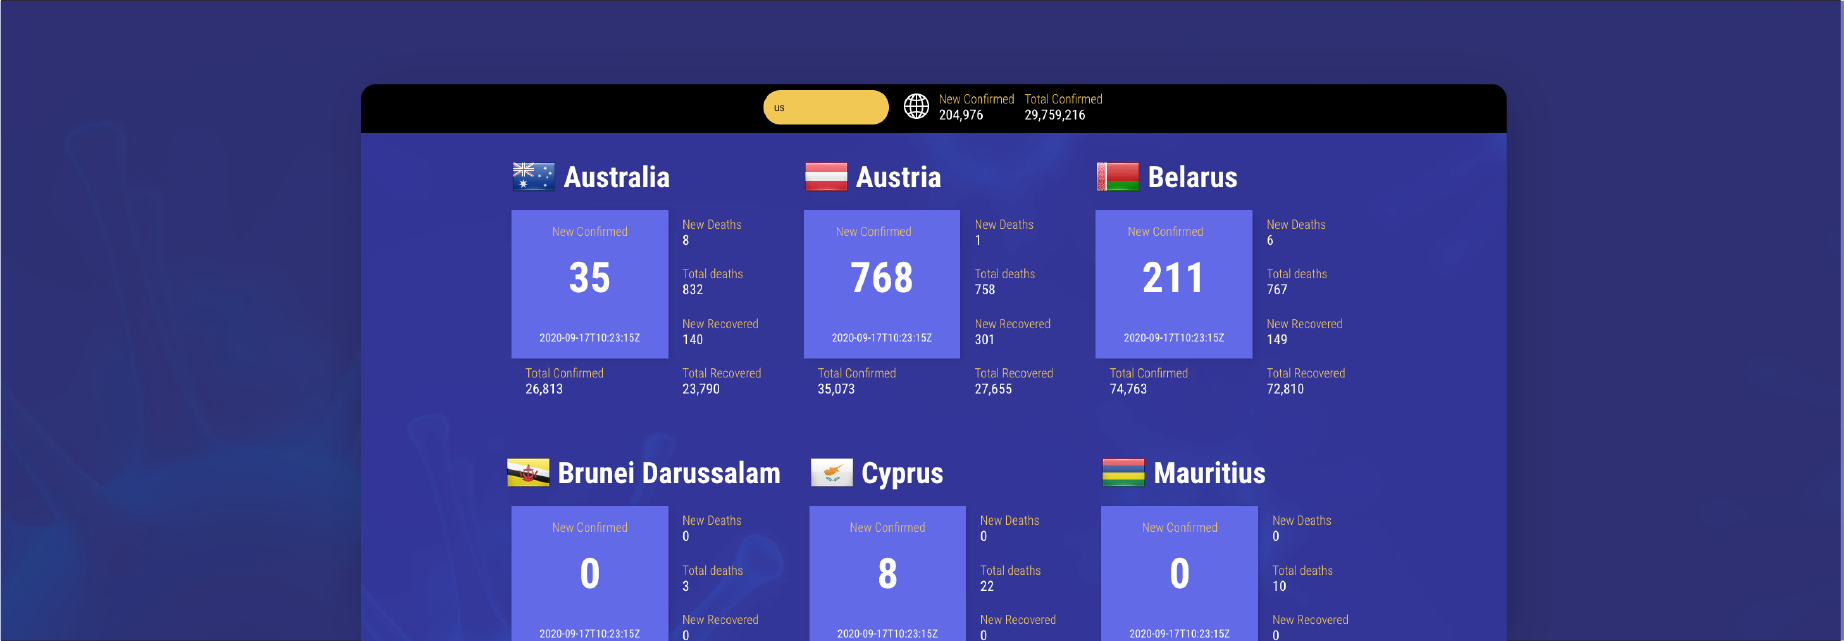 us
New Confirmed Total Confirmed
204,976 29,759,216
Australia
New Confirmed
35
2020-09-17T10:23:15Z
New Deaths
8
Total deaths
832
New Recovered
140
Total Confirmed
26,813
Total Recovered
23,790
Austria
New Confirmed
768
2020-09-17T10:23:15Z
New Deaths
1
Total deaths
758
New Recovered
301
Total Confirmed
35,073
Total Recovered
27,655
Belarus
New Confirmed
211
2020-09-17T10:23:15Z
New Deaths
6
Total deaths
767
New Recovered
149
Total Confirmed
74,763
Total Recovered
72,810
Brunei Darussalam
New Confirmed
0
2020-09-17T10:23:15Z
New Deaths
0
Total deaths
3
New Recovered
0
Cyprus
New Confirmed
8
2020-09-17T10:23:15Z
New Deaths
0
Total deaths
22
New Recovered
0
Mauritius
New Confirmed
0
2020-09-17T10:23:15Z
New Deaths
0
Total deaths
10
New Recovered
0